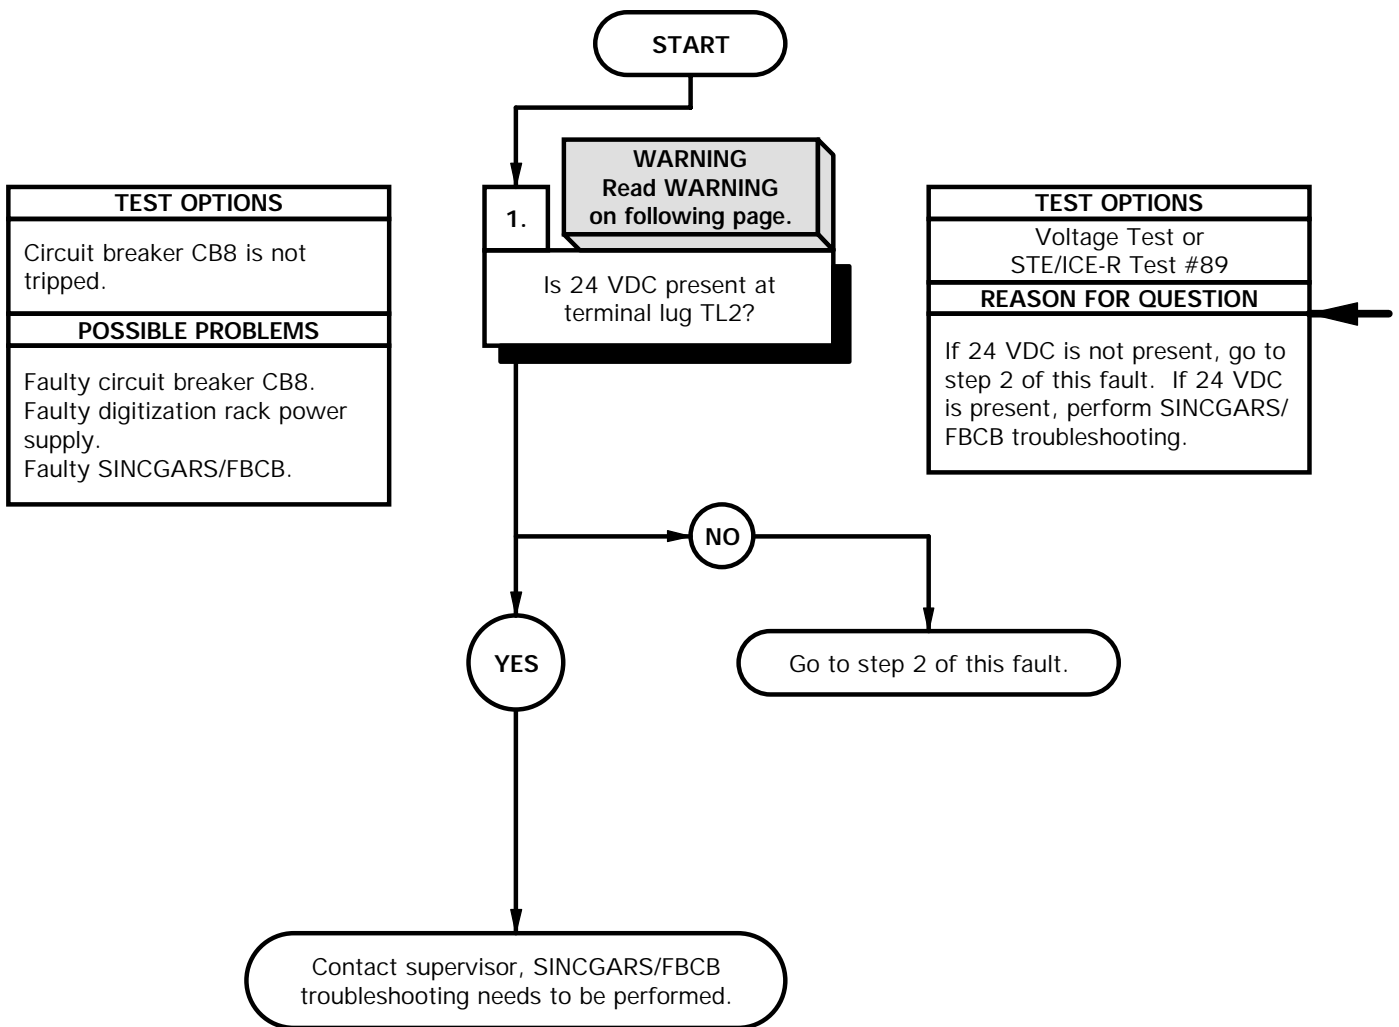 START
WARNING
Read WARNING
on following page.
1.
Is 24 VDC present at
terminal lug TL2?
TEST OPTIONS
Circuit breaker CB8 is not
tripped.
POSSIBLE PROBLEMS
Faulty circuit breaker CB8.
Faulty digitization rack power
supply.
Faulty SINCGARS/FBCB.
TEST OPTIONS
Voltage Test or
STE/ICE-R Test #89
REASON FOR QUESTION
If 24 VDC is not present, go to
step 2 of this fault.  If 24 VDC
is present, perform SINCGARS/
FBCB troubleshooting.
NO
YES
Go to step 2 of this fault.
Contact supervisor, SINCGARS/FBCB
troubleshooting needs to be performed.